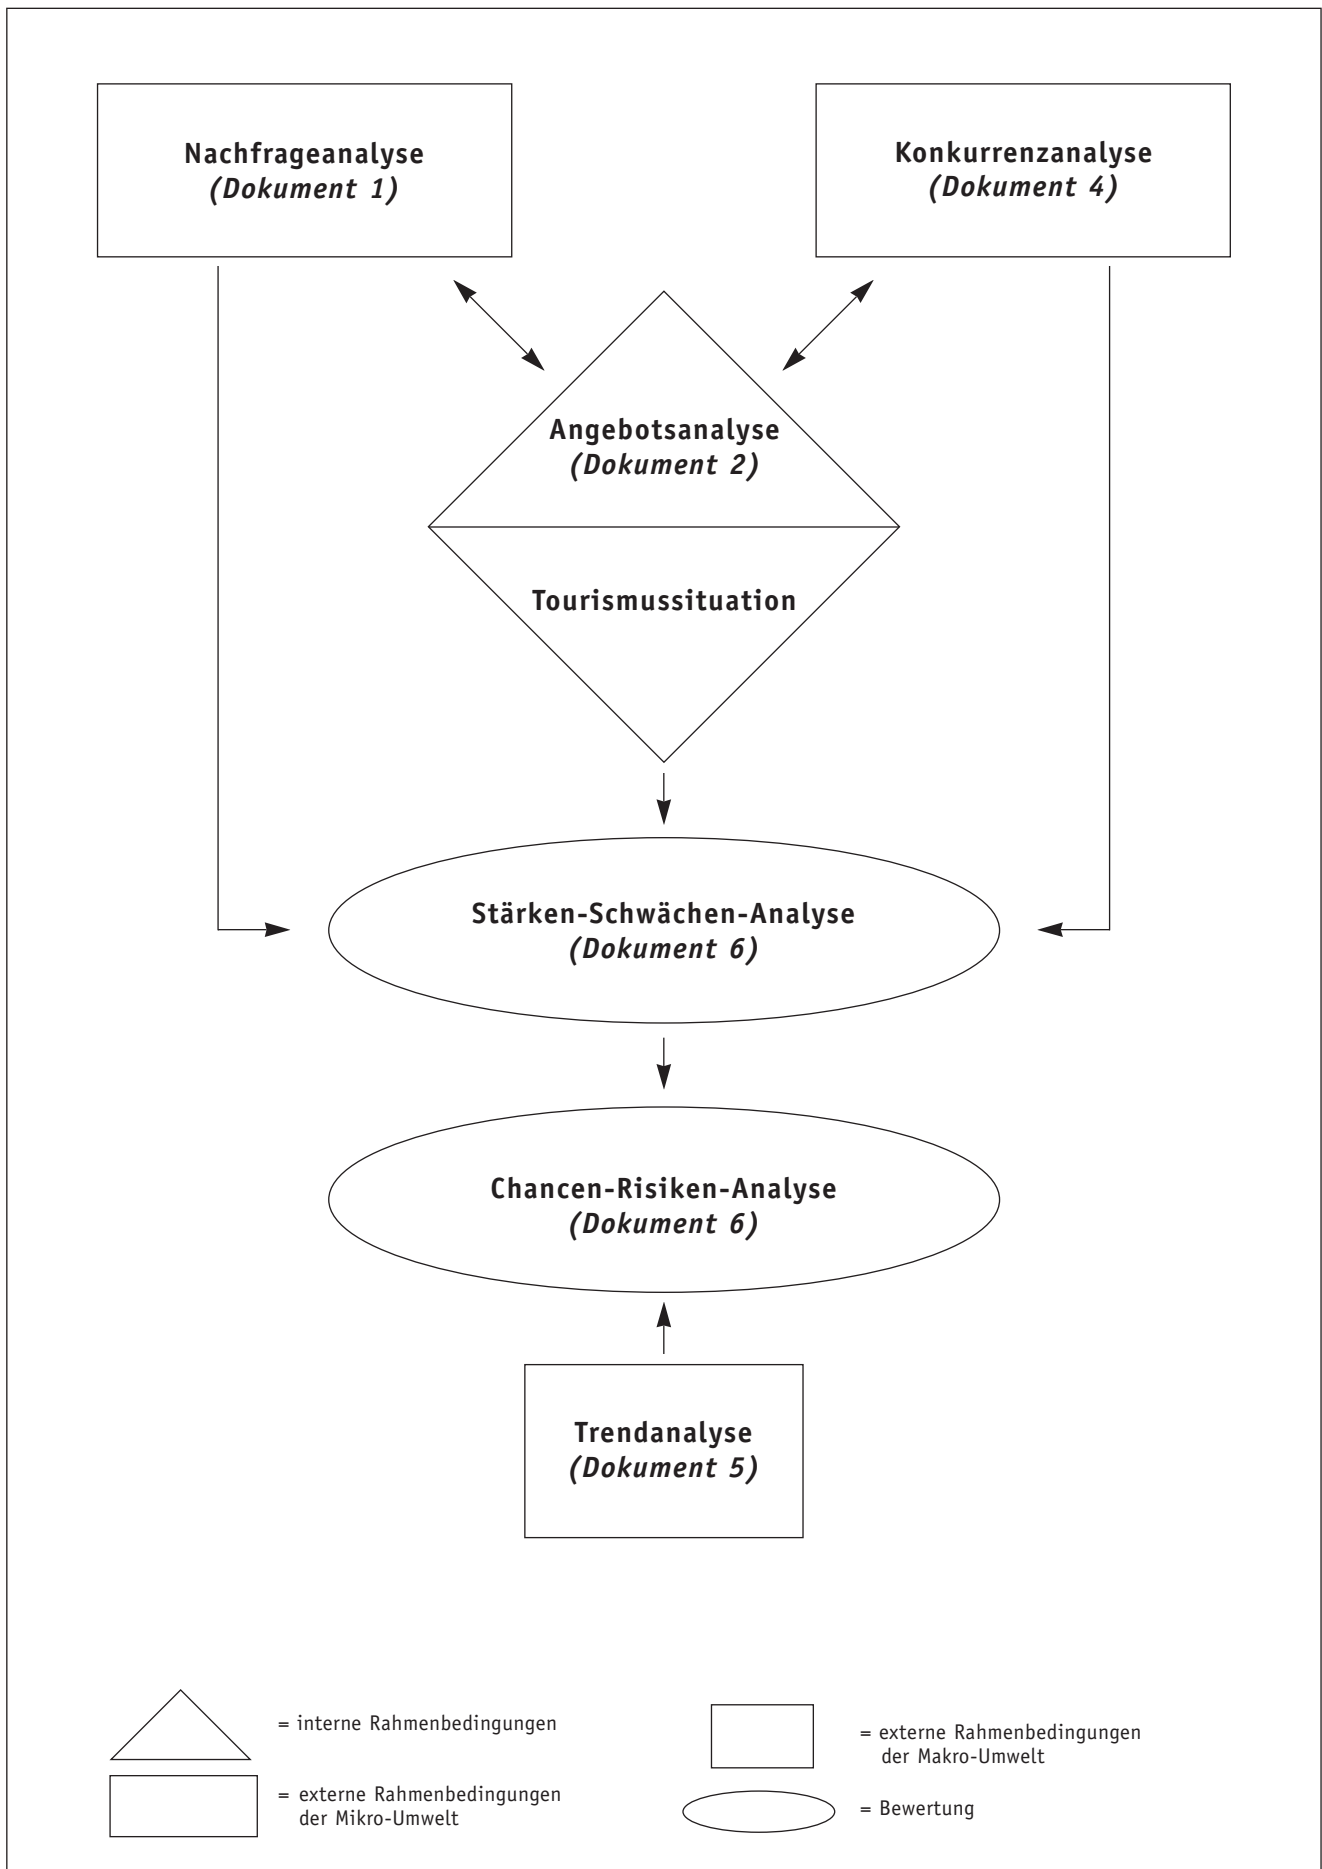 Nachfrageanalyse
(Dokument 1)
Konkurrenzanalyse
(Dokument 4)
Angebotsanalyse
(Dokument 2)
Tourismussituation
Stärken-Schwächen-Analyse
(Dokument 6)
Chancen-Risiken-Analyse
(Dokument 6)
Trendanalyse
(Dokument 5)
= interne Rahmenbedingungen
= externe Rahmenbedingungen
der Mikro-Umwelt
= externe Rahmenbedingungen
der Makro-Umwelt
= Bewertung